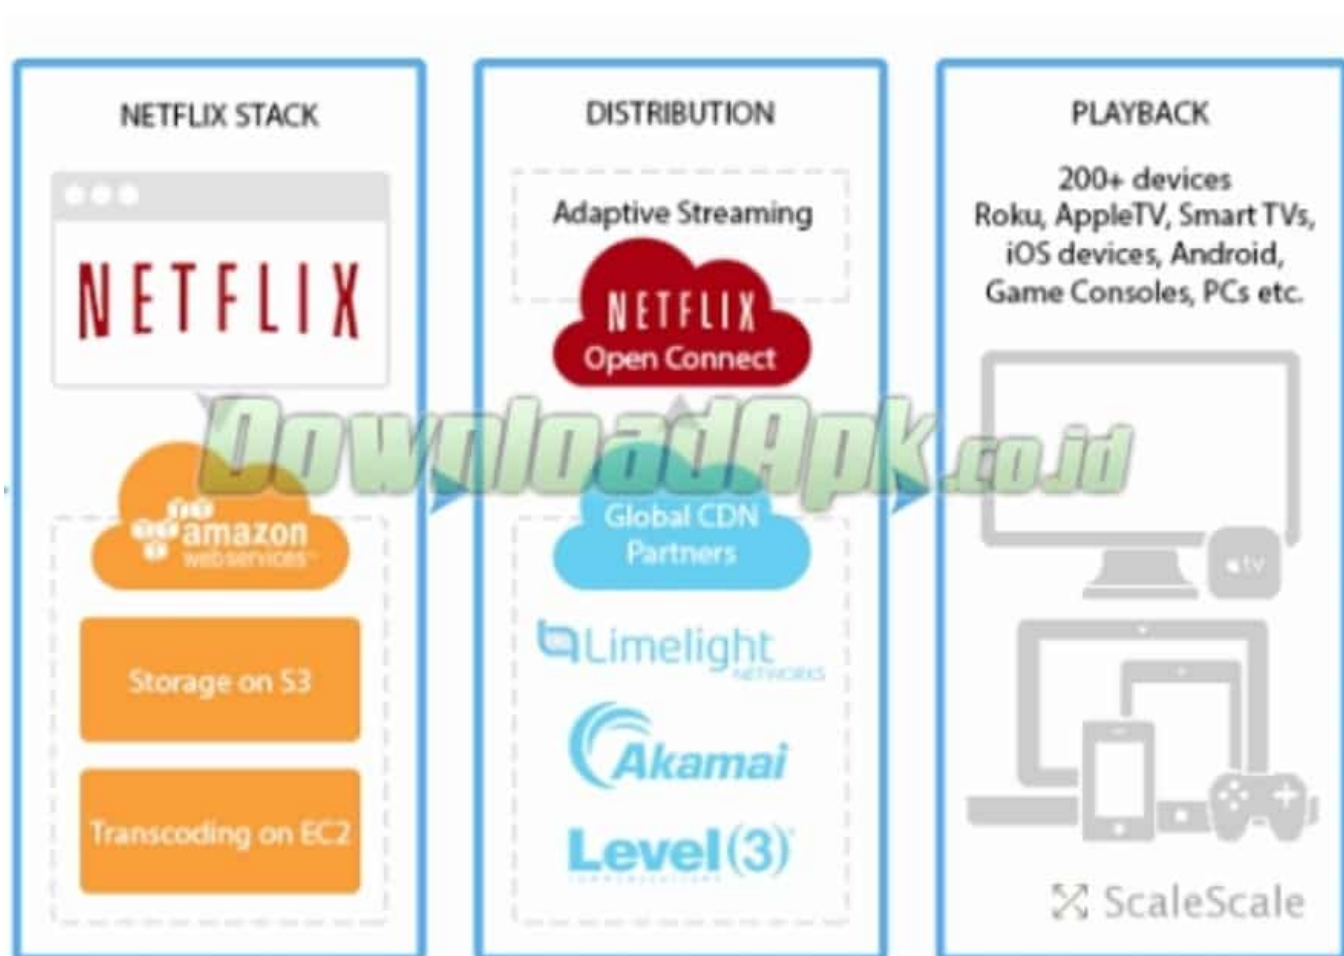 NETFLIX STACK
NETFLIX
amazon
webservices™
Storage on S3
Transcoding on EC2
DISTRIBUTION
Adaptive Streaming
NETFLIX
Open Connect
Global CDN
Partners
Limelight
NETWORKS
Akamai
Level(3)
COMMUNICATIONS
PLAYBACK
200+ devices
Roku, AppleTV, Smart TVs,
iOS devices, Android,
Game Consoles, PCs etc.
tv
ScaleScale
DownloadApk.co.id